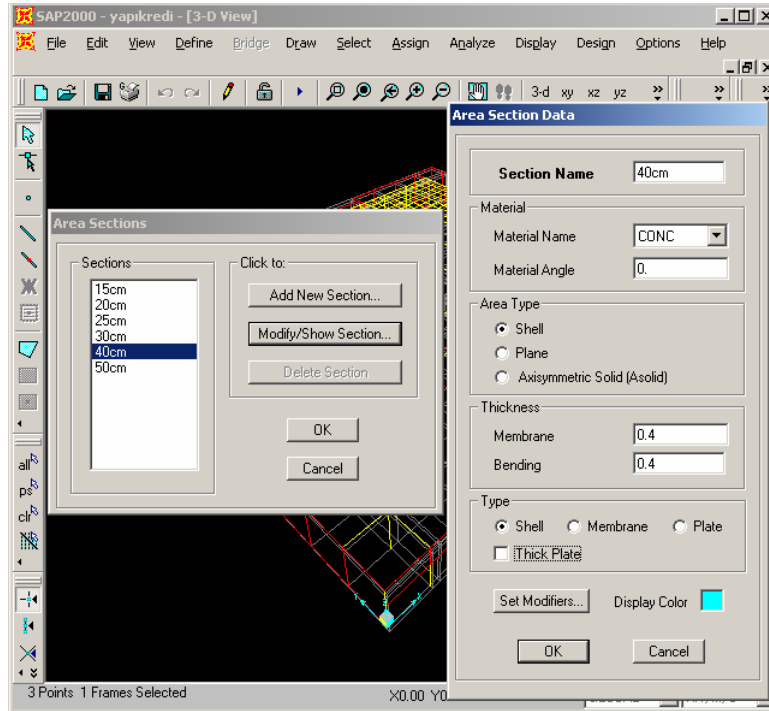 SAP2000 - yapıkredi - [3-D View]
File Edit View Define Bridge Draw Select Assign Analyze Display Design Options Help
3-d xy xz yz
Area Section Data
Section Name 40cm
Material
Material Name CONC
Material Angle 0.
Area Type
Shell
Plane
Axisymmetric Solid (Asolid)
Thickness
Membrane 0.4
Bending 0.4
Type
Shell Membrane Plate
Thick Plate
Set Modifiers... Display Color
OK Cancel
Area Sections
Sections
15cm
20cm
25cm
30cm
40cm
50cm
Click to:
Add New Section...
Modify/Show Section...
Delete Section
OK
Cancel
all
ps
clr
3 Points 1 Frames Selected
X0.00 Y0